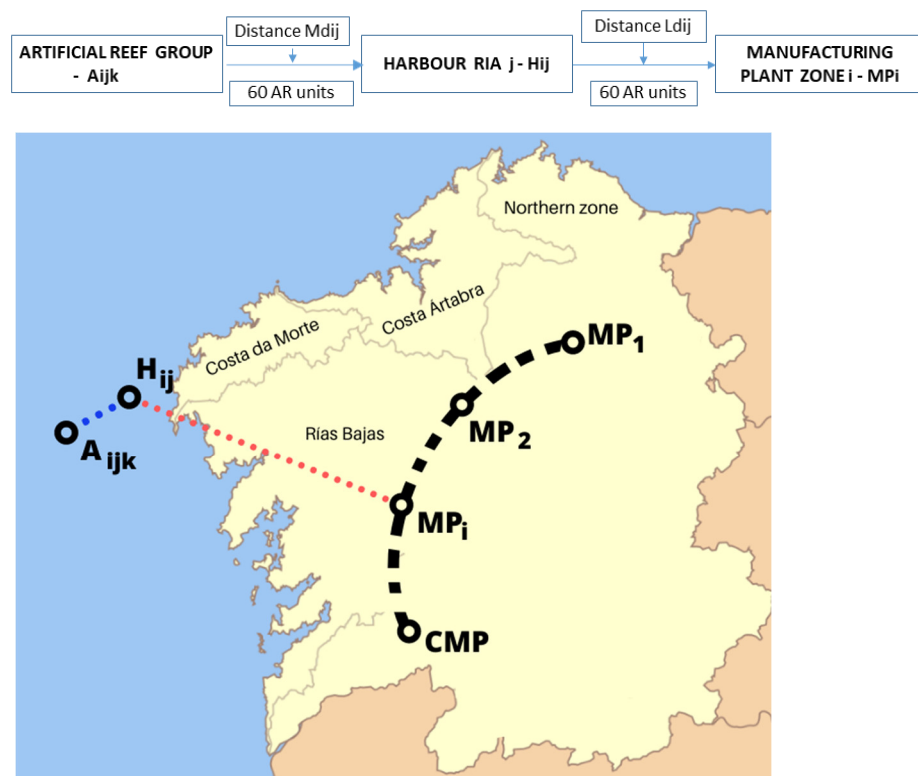 ARTIFICIAL REEF GROUP
- Aijk
Distance Mdij
60 AR units
HARBOUR RIA j - Hij
Distance Ldij
60 AR units
MANUFACTURING
PLANT ZONE i - MPi
Northern zone
Costa Ártabra
Costa da Morte
MP1
Hij
MP2
Rías Bajas
Aijk
MPi
CMP